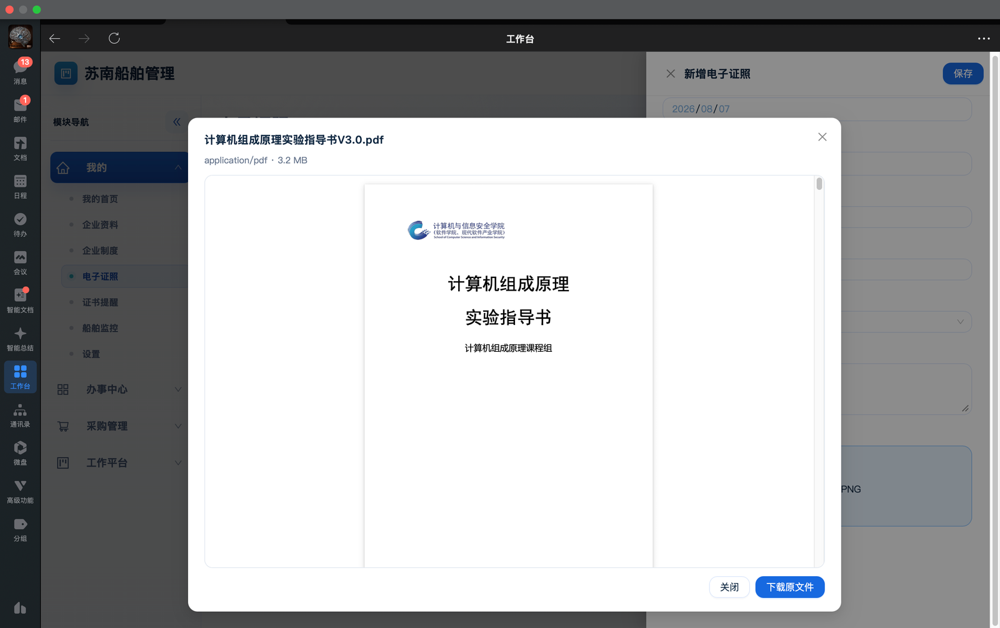 工作台
13
消息
1
邮件
文档
日程
待办
会议
智能文档
智能总结
工作台
通讯录
微盘
高级功能
分组
苏南船舶管理
模块导航
我的
我的首页
企业资料
企业制度
电子证照
证书提醒
船舶监控
设置
办事中心
采购管理
工作平台
新增电子证照
保存
2026/08/07
PNG
计算机组成原理实验指导书V3.0.pdf
application/pdf · 3.2 MB
计算机与信息安全学院
(软件学院、现代软件产业学院)
School of Computer Science and Information Security
计算机组成原理
实验指导书
计算机组成原理课程组
关闭
下载原文件